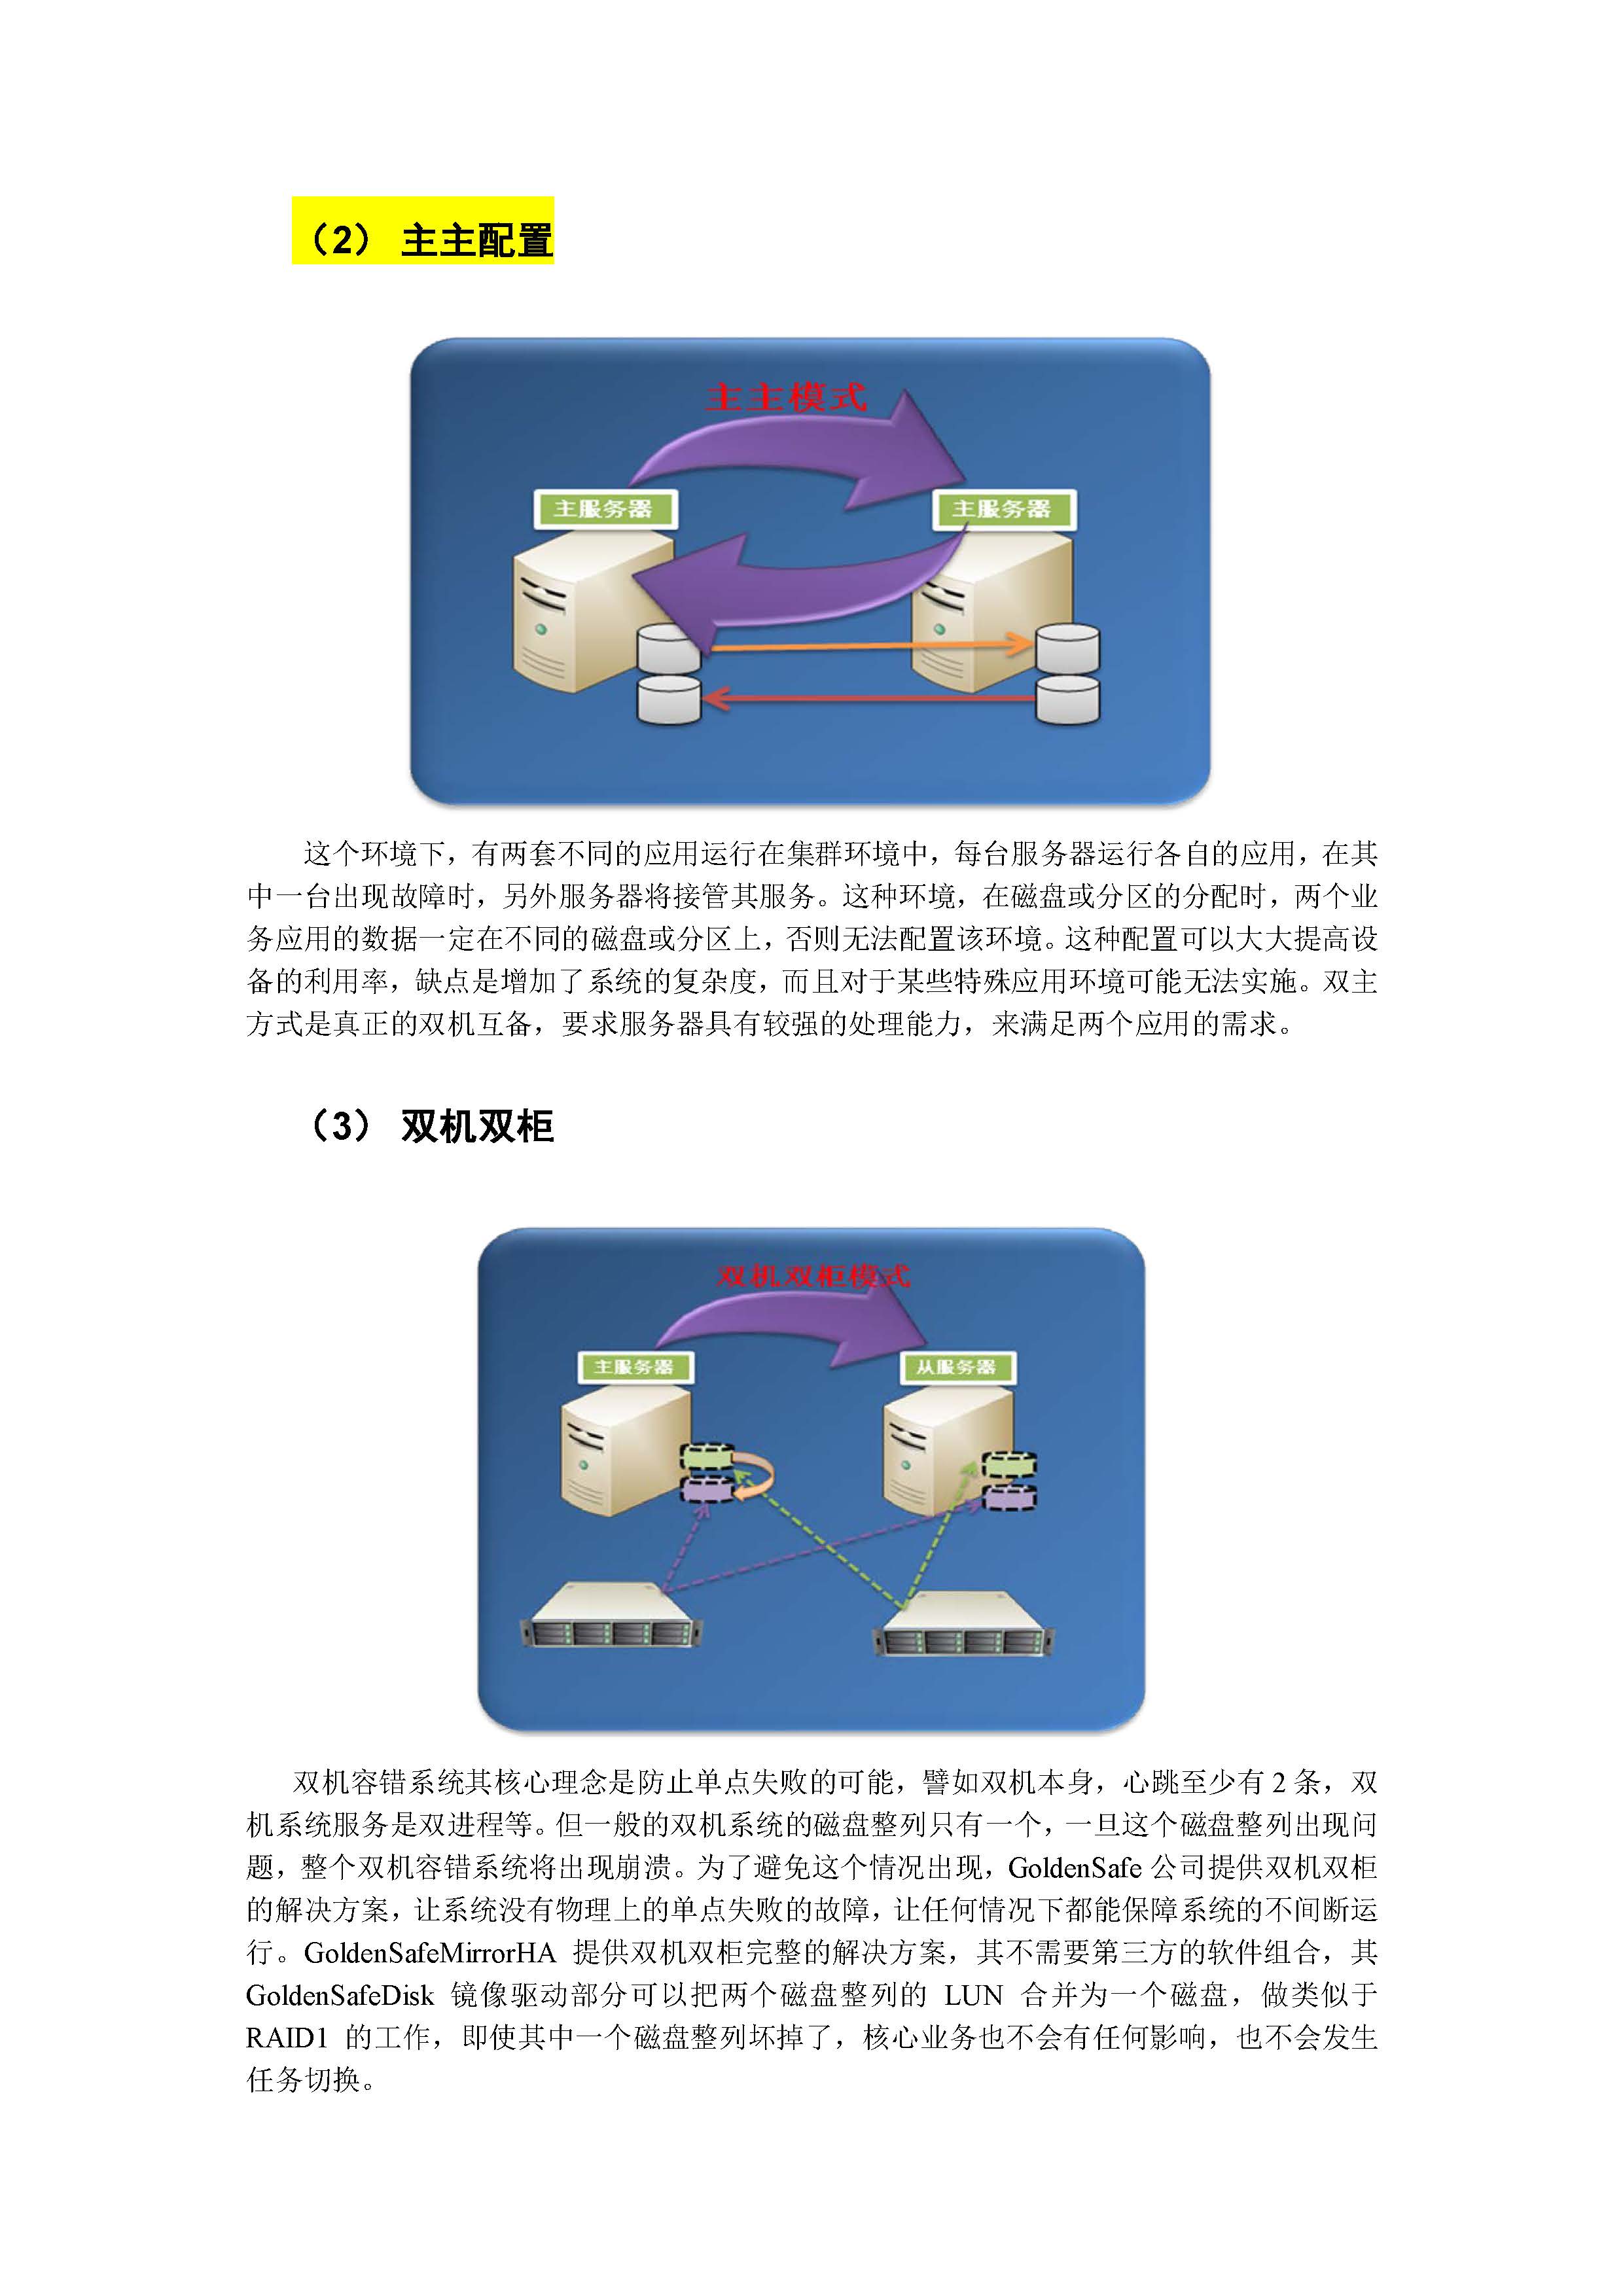 （2） 主主配置
主主模式
主服务器
主服务器
这个环境下，有两套不同的应用运行在集群环境中，每台服务器运行各自的应用，在其
中一台出现故障时，另外服务器将接管其服务。这种环境，在磁盘或分区的分配时，两个业
务应用的数据一定在不同的磁盘或分区上，否则无法配置该环境。这种配置可以大大提高设
备的利用率，缺点是增加了系统的复杂度，而且对于某些特殊应用环境可能无法实施。双主
方式是真正的双机互备，要求服务器具有较强的处理能力，来满足两个应用的需求。
（3） 双机双柜
双机双柜模式
主服务器
从服务器
双机容错系统其核心理念是防止单点失败的可能，譬如双机本身，心跳至少有 2 条，双
机系统服务是双进程等。但一般的双机系统的磁盘整列只有一个，一旦这个磁盘整列出现问
题，整个双机容错系统将出现崩溃。为了避免这个情况出现，GoldenSafe 公司提供双机双柜
的解决方案，让系统没有物理上的单点失败的故障，让任何情况下都能保障系统的不间断运
行。GoldenSafeMirrorHA 提供双机双柜完整的解决方案，其不需要第三方的软件组合，其
GoldenSafeDisk 镜像驱动部分可以把两个磁盘整列的 LUN 合并为一个磁盘，做类似于
RAID1 的工作，即使其中一个磁盘整列坏掉了，核心业务也不会有任何影响，也不会发生
任务切换。